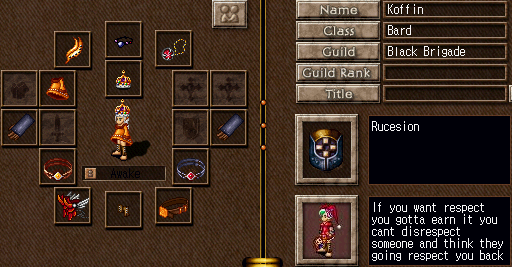 Name Koffin
Class Bard
Guild Black Brigade
Guild Rank
Title
Rucesion
Awake
If you want respect
you gotta earn it you
cant disrespect
someone and think they
going respect you back